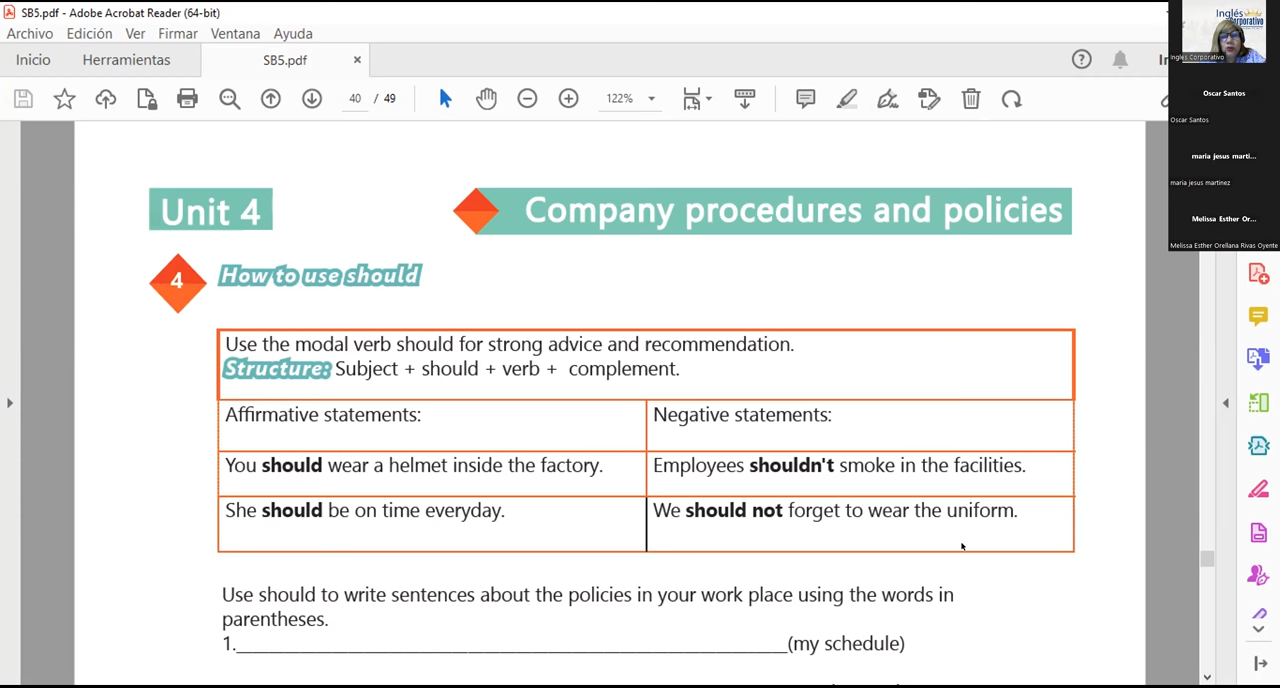 SB5.pdf - Adobe Acrobat Reader (64-bit)
Archivo Edición Ver Firmar Ventana Ayuda
Inicio Herramientas SB5.pdf ×
40 / 49 122%
Inglés
Corporativo
Inglés Corporativo
Oscar Santos
Oscar Santos
maria jesus marti...
maria jesus martinez
Melissa Esther Or...
Melissa Esther Orellana Rivas Oyente
Unit 4
Company procedures and policies
4 How to use should
Use the modal verb should for strong advice and recommendation.
Structure: Subject + should + verb + complement.
Affirmative statements: Negative statements:
You should wear a helmet inside the factory. Employees shouldn't smoke in the facilities.
She should be on time everyday. We should not forget to wear the uniform.
Use should to write sentences about the policies in your work place using the words in
parentheses.
1.______________________________________________________(my schedule)